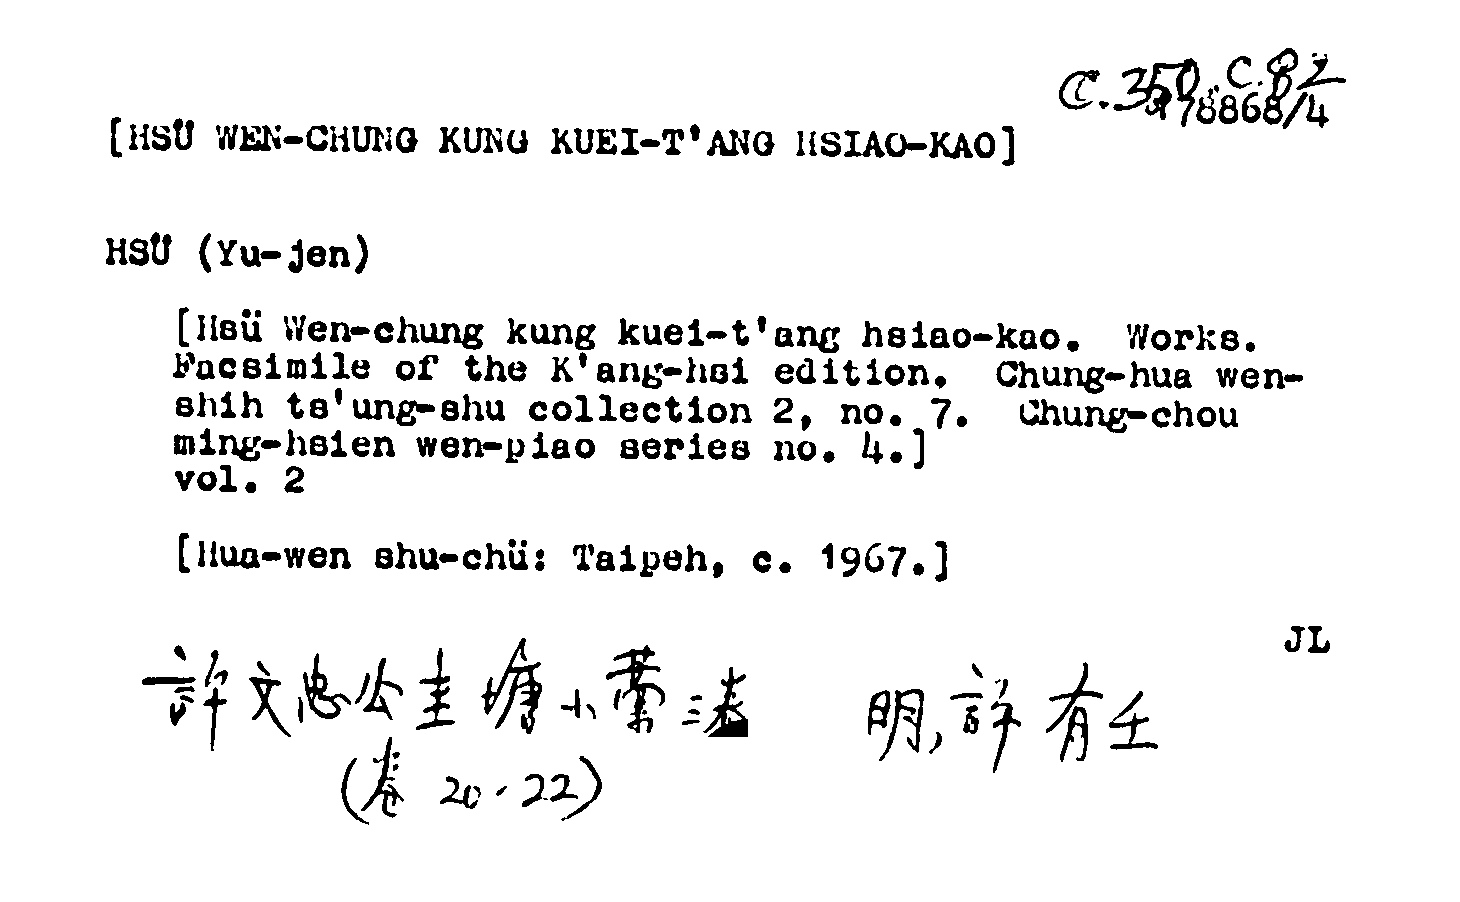 C.350.C.82
878868/4
[HSÜ WEN-CHUNG KUNG KUEI-T'ANG HSIAO-KAO]
HSÜ (Yu-jen)
[Hsü Wen-chung kung kuei-t'ang hsiao-kao. Works.
Facsimile of the K'ang-hsi edition. Chung-hua wen-
shih ts'ung-shu collection 2, no. 7. Chung-chou
ming-hsien wen-piao series no. 4.]
vol. 2
[Hua-wen shu-chü: Taipeh, c. 1967.]
JL
許文忠公圭塘小藁三卷 明,許有壬
(卷 20-22)